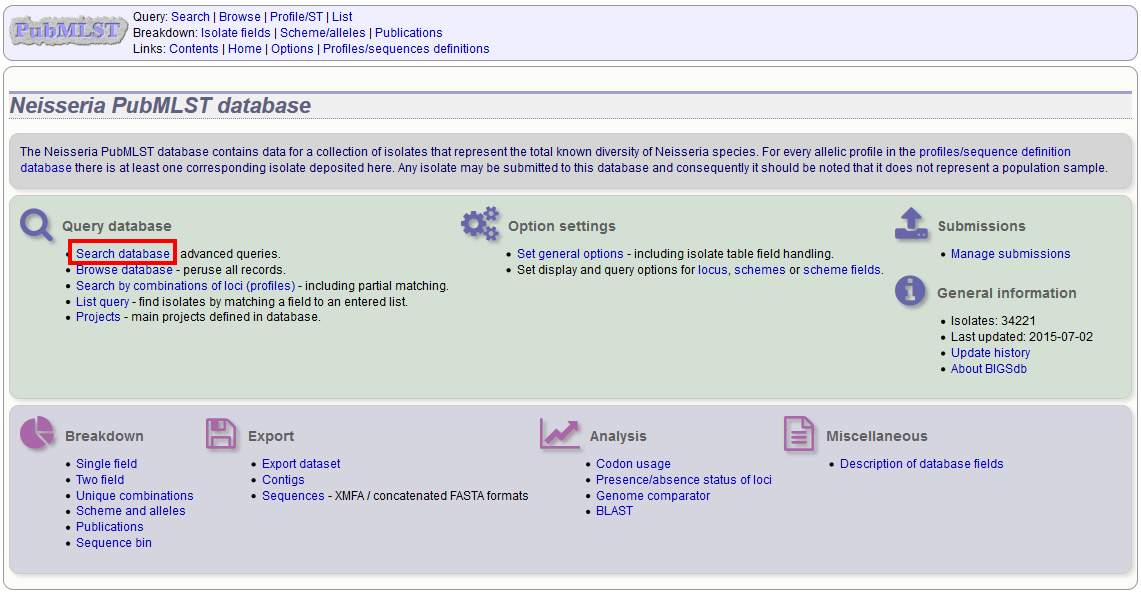 PubMLST
Query: Search | Browse | Profile/ST | List
Breakdown: Isolate fields | Scheme/alleles | Publications
Links: Contents | Home | Options | Profiles/sequences definitions
Neisseria PubMLST database
The Neisseria PubMLST database contains data for a collection of isolates that represent the total known diversity of Neisseria species. For every allelic profile in the profiles/sequence definition
database there is at least one corresponding isolate deposited here. Any isolate may be submitted to this database and consequently it should be noted that it does not represent a population sample.
Query database
• Search database advanced queries.
• Browse database - peruse all records.
• Search by combinations of loci (profiles) - including partial matching.
• List query - find isolates by matching a field to an entered list.
• Projects - main projects defined in database.
Option settings
• Set general options - including isolate table field handling.
• Set display and query options for locus, schemes or scheme fields.
Submissions
• Manage submissions
General information
• Isolates: 34221
• Last updated: 2015-07-02
• Update history
• About BIGSdb
Breakdown
• Single field
• Two field
• Unique combinations
• Scheme and alleles
• Publications
• Sequence bin
Export
• Export dataset
• Contigs
• Sequences - XMFA / concatenated FASTA formats
Analysis
• Codon usage
• Presence/absence status of loci
• Genome comparator
• BLAST
Miscellaneous
• Description of database fields